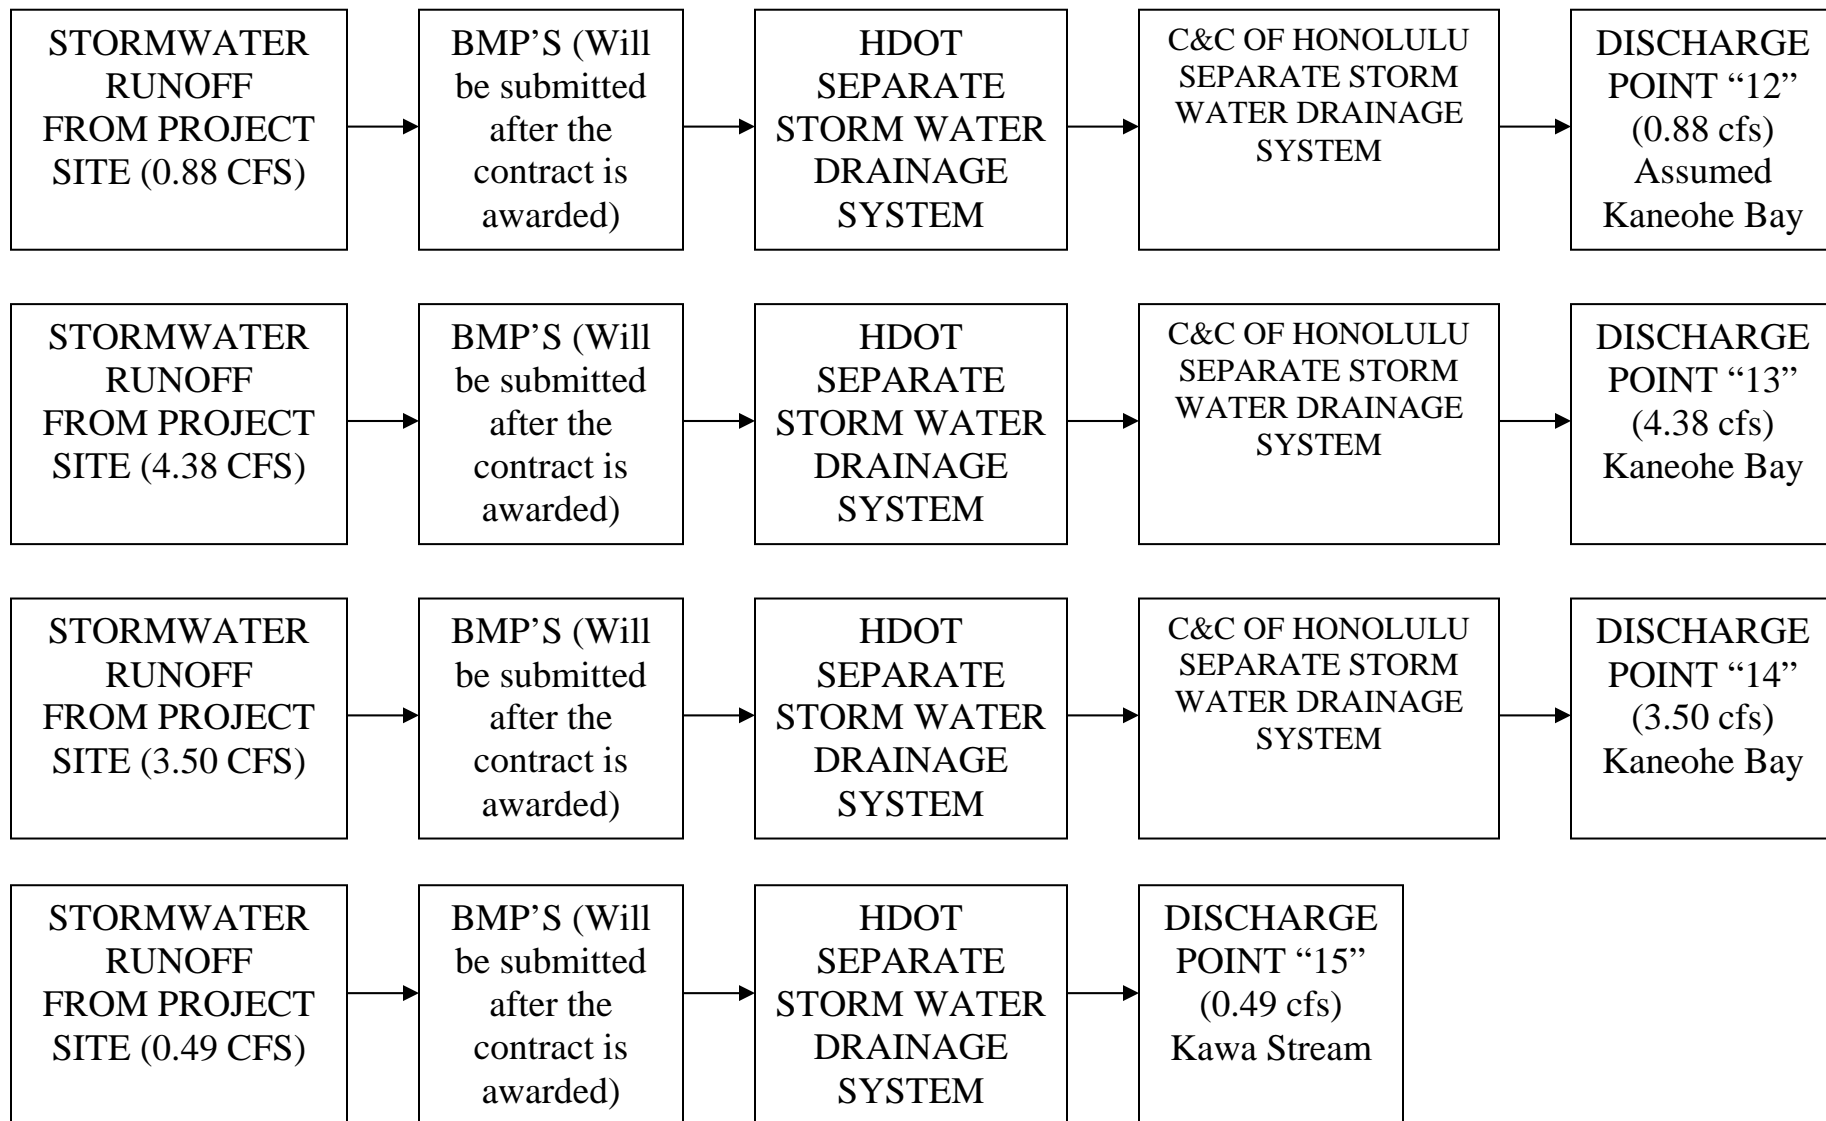 STORMWATER
RUNOFF
FROM PROJECT
SITE (0.88 CFS)
BMP’S (Will
be submitted
after the
contract is
awarded)
HDOT
SEPARATE
STORM WATER
DRAINAGE
SYSTEM
C&C OF HONOLULU
SEPARATE STORM
WATER DRAINAGE
SYSTEM
DISCHARGE
POINT “12”
(0.88 cfs)
Assumed
Kaneohe Bay
STORMWATER
RUNOFF
FROM PROJECT
SITE (4.38 CFS)
BMP’S (Will
be submitted
after the
contract is
awarded)
HDOT
SEPARATE
STORM WATER
DRAINAGE
SYSTEM
C&C OF HONOLULU
SEPARATE STORM
WATER DRAINAGE
SYSTEM
DISCHARGE
POINT “13”
(4.38 cfs)
Kaneohe Bay
STORMWATER
RUNOFF
FROM PROJECT
SITE (3.50 CFS)
BMP’S (Will
be submitted
after the
contract is
awarded)
HDOT
SEPARATE
STORM WATER
DRAINAGE
SYSTEM
C&C OF HONOLULU
SEPARATE STORM
WATER DRAINAGE
SYSTEM
DISCHARGE
POINT “14”
(3.50 cfs)
Kaneohe Bay
STORMWATER
RUNOFF
FROM PROJECT
SITE (0.49 CFS)
BMP’S (Will
be submitted
after the
contract is
awarded)
HDOT
SEPARATE
STORM WATER
DRAINAGE
SYSTEM
DISCHARGE
POINT “15”
(0.49 cfs)
Kawa Stream